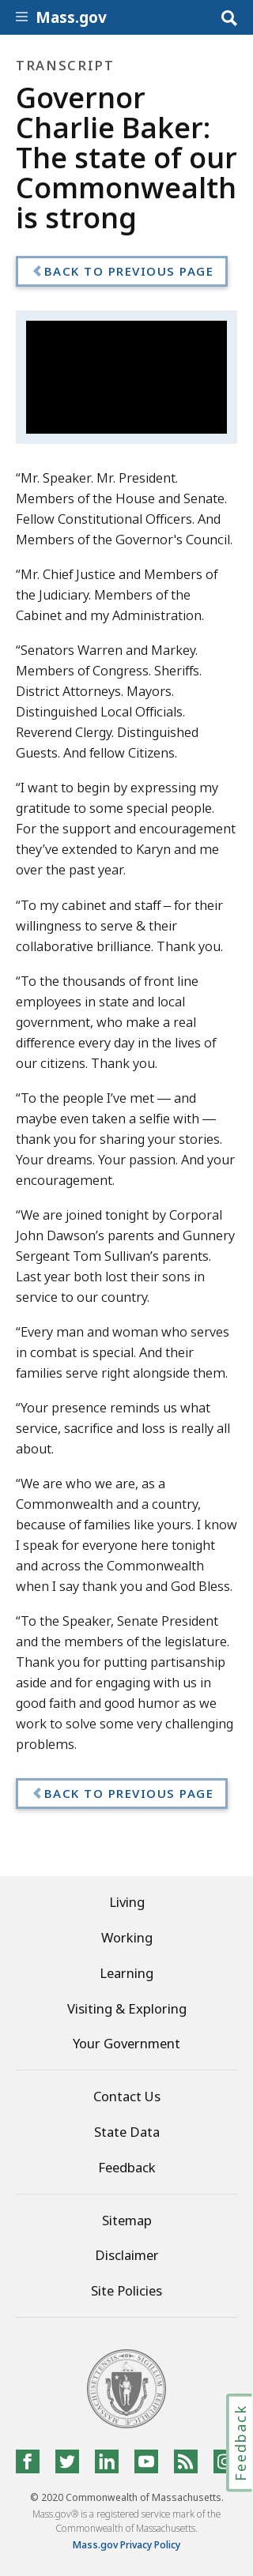 Mass.gov
TRANSCRIPT
Governor
Charlie Baker:
The state of our
Commonwealth
is strong
BACK TO PREVIOUS PAGE
“Mr. Speaker. Mr. President.
Members of the House and Senate.
Fellow Constitutional Officers. And
Members of the Governor's Council.
“Mr. Chief Justice and Members of
the Judiciary. Members of the
Cabinet and my Administration.
“Senators Warren and Markey.
Members of Congress. Sheriffs.
District Attorneys. Mayors.
Distinguished Local Officials.
Reverend Clergy. Distinguished
Guests. And fellow Citizens.
“I want to begin by expressing my
gratitude to some special people.
For the support and encouragement
they’ve extended to Karyn and me
over the past year.
“To my cabinet and staff – for their
willingness to serve & their
collaborative brilliance. Thank you.
“To the thousands of front line
employees in state and local
government, who make a real
difference every day in the lives of
our citizens. Thank you.
“To the people I’ve met –– and
maybe even taken a selfie with ––
thank you for sharing your stories.
Your dreams. Your passion. And your
encouragement.
“We are joined tonight by Corporal
John Dawson’s parents and Gunnery
Sergeant Tom Sullivan’s parents.
Last year both lost their sons in
service to our country.
“Every man and woman who serves
in combat is special. And their
families serve right alongside them.
“Your presence reminds us what
service, sacrifice and loss is really all
about.
“We are who we are, as a
Commonwealth and a country,
because of families like yours. I know
I speak for everyone here tonight
and across the Commonwealth
when I say thank you and God Bless.
“To the Speaker, Senate President
and the members of the legislature.
Thank you for putting partisanship
aside and for engaging with us in
good faith and good humor as we
work to solve some very challenging
problems.
BACK TO PREVIOUS PAGE
Living
Working
Learning
Visiting & Exploring
Your Government
Contact Us
State Data
Feedback
Sitemap
Disclaimer
Site Policies
Feedback
© 2020 Commonwealth of Massachusetts.
Mass.gov® is a registered service mark of the
Commonwealth of Massachusetts.
Mass.gov Privacy Policy